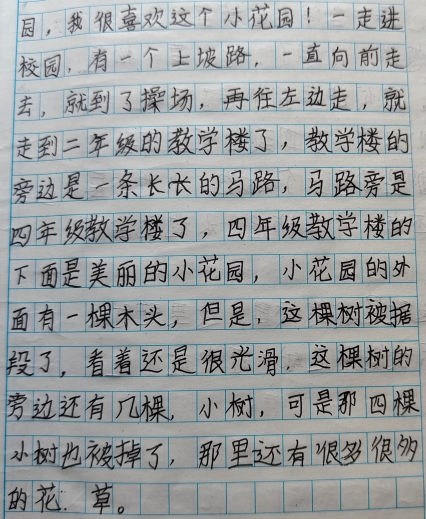 园，我很喜欢这个小花园！一走进
校园，有一个上坡路，一直向前走
去，就到了操场，再往左边走，就
走到二年级的教学楼了，教学楼的
旁边是一条长长的马路，马路旁是
四年级教学楼了，四年级教学楼的
下面是美丽的小花园，小花园的外
面有一棵木头，但是，这棵树被据
段了，看着还是很光滑，这棵树的
旁边还有几棵，小树，可是那四棵
小树也被掉了，那里还有很多很多
的花、草。